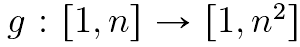 g : [1, n] → [1, n²]